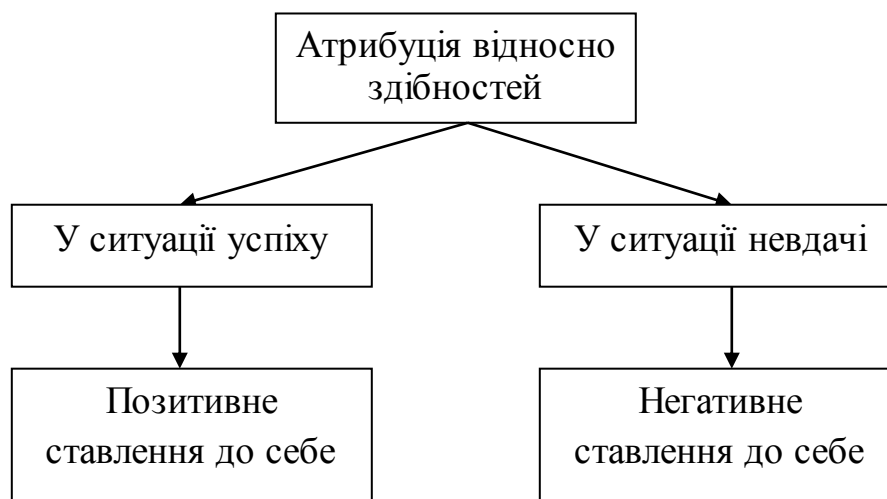 Атрибуція відносно
здібностей
У ситуації успіху
У ситуації невдачі
Позитивне
ставлення до себе
Негативне
ставлення до себе